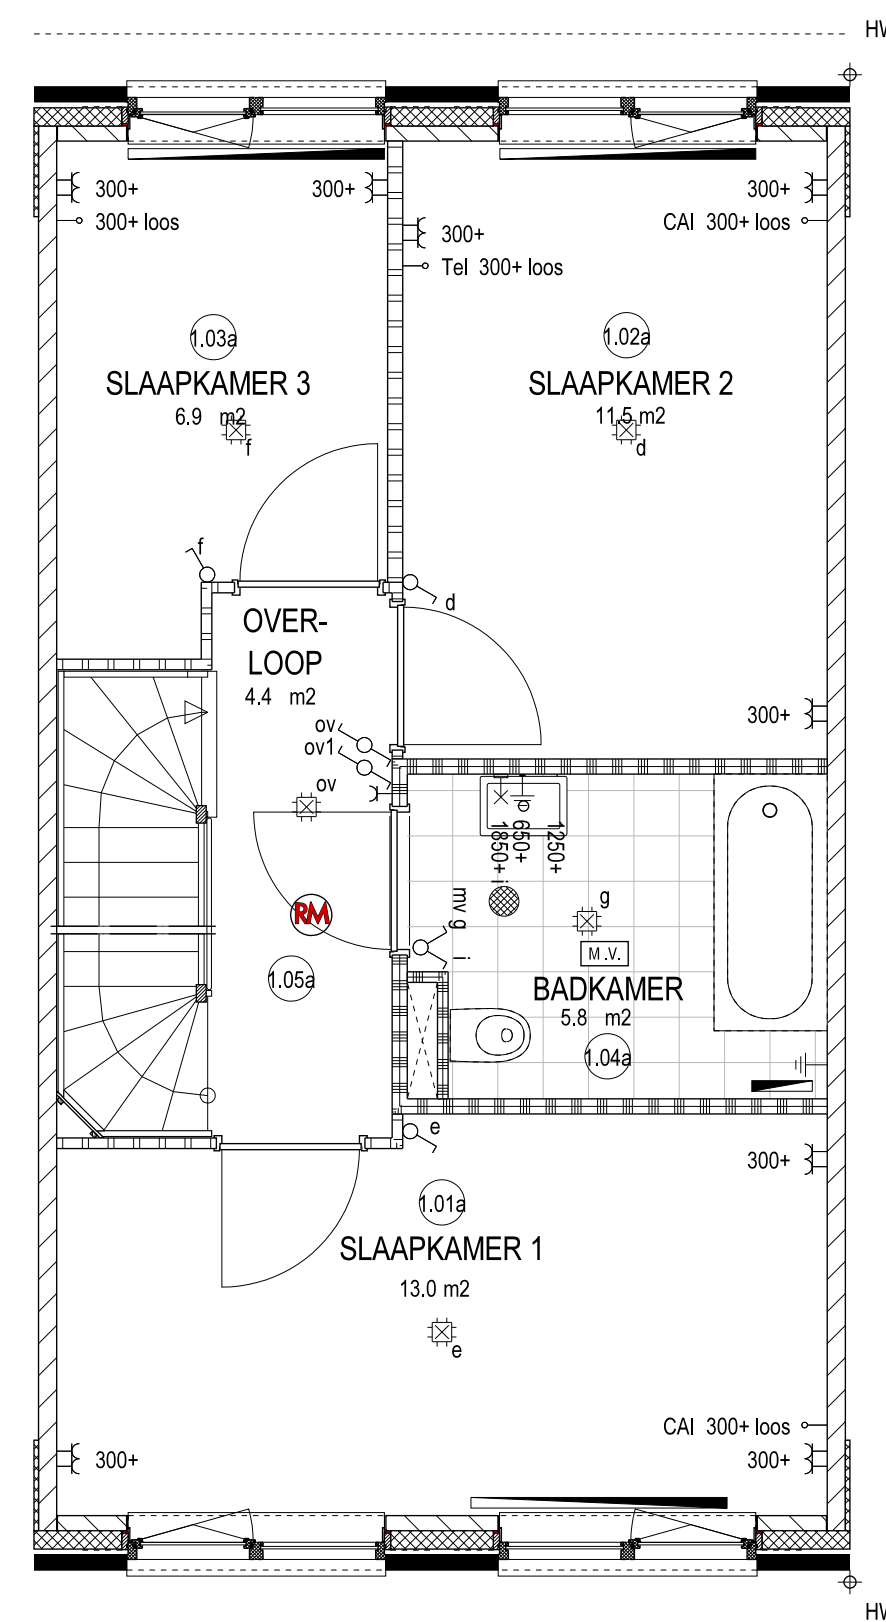 HW
300+
300+
300+
300+ loos
CAI 300+ loos
300+
Tel 300+ loos
1.03a
1.02a
SLAAPKAMER 3
SLAAPKAMER 2
6.9 m2
11.5 m2
f
d
f
d
OVER-
LOOP
4.4 m2
300+
ov
ov1
ov
1850+ i
650+
1250+
mv g
i
g
RM
M.V.
1.05a
BADKAMER
5.8 m2
1.04a
e
300+
1.01a
SLAAPKAMER 1
13.0 m2
e
CAI 300+ loos
300+
300+
HW